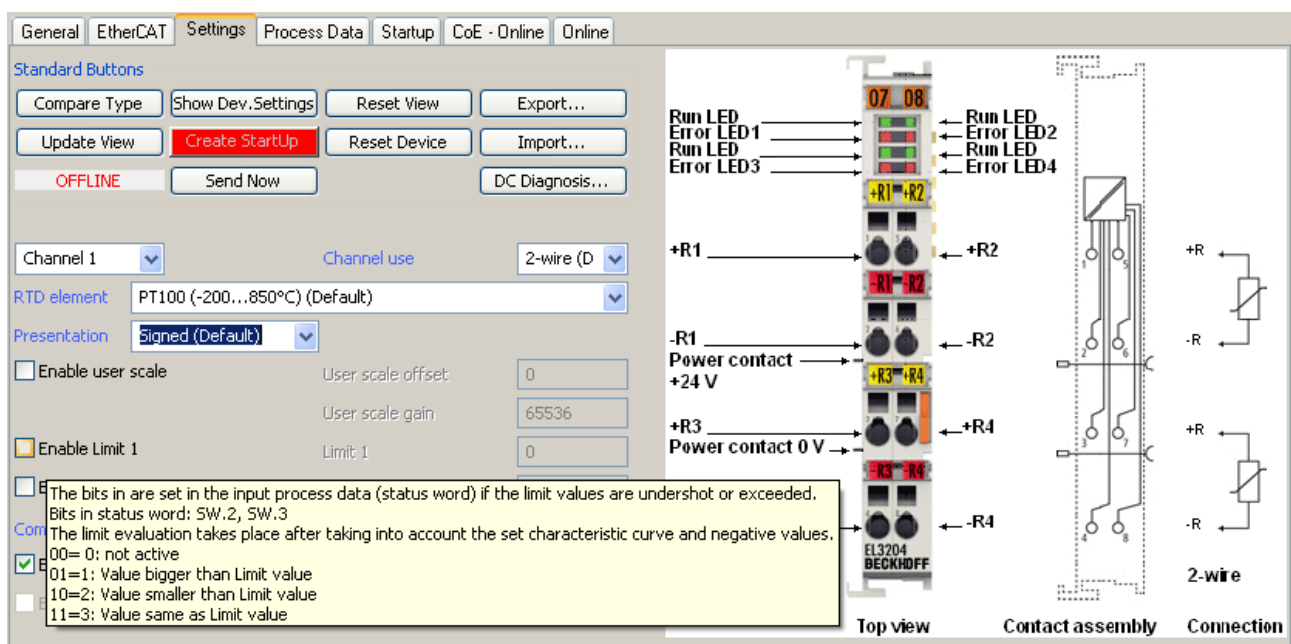 General EtherCAT Settings Process Data Startup CoE - Online Online
Standard Buttons
Compare Type Show Dev.Settings Reset View Export...
Update View Create StartUp Reset Device Import...
OFFLINE Send Now DC Diagnosis...
Channel 1 Channel use 2-wire (D
RTD element PT100 (-200...850°C) (Default)
Presentation Signed (Default)
Enable user scale User scale offset 0
User scale gain 65536
Enable Limit 1 Limit 1 0
The bits in are set in the input process data (status word) if the limit values are undershot or exceeded.
Bits in status word: SW.2, SW.3
The limit evaluation takes place after taking into account the set characteristic curve and negative values.
00= 0: not active
01=1: Value bigger than Limit value
10=2: Value smaller than Limit value
11=3: Value same as Limit value
Com
07 08
Run LED Run LED
Error LED1 Error LED2
Run LED Run LED
Error LED3 Error LED4
+R1 +R2
+R1 +R2
-R1 -R2
-R1 -R2
Power contact
+24 V
+R3 +R4
+R3 +R4
Power contact 0 V
-R3 -R4
-R4
EL3204
BECKHOFF
Top view
1 5
2 6
3 7
4 8
Contact assembly
+R
-R
+R
-R
2-wire
Connection